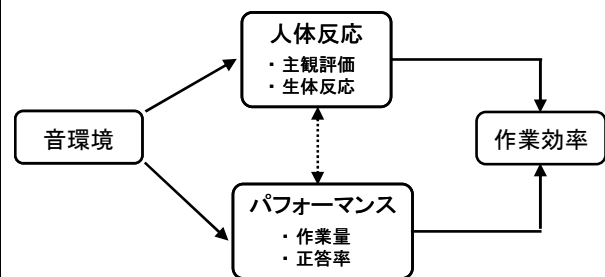 人体反応
・主観評価
・生体反応
音環境
作業効率
パフォーマンス
・作業量
・正答率